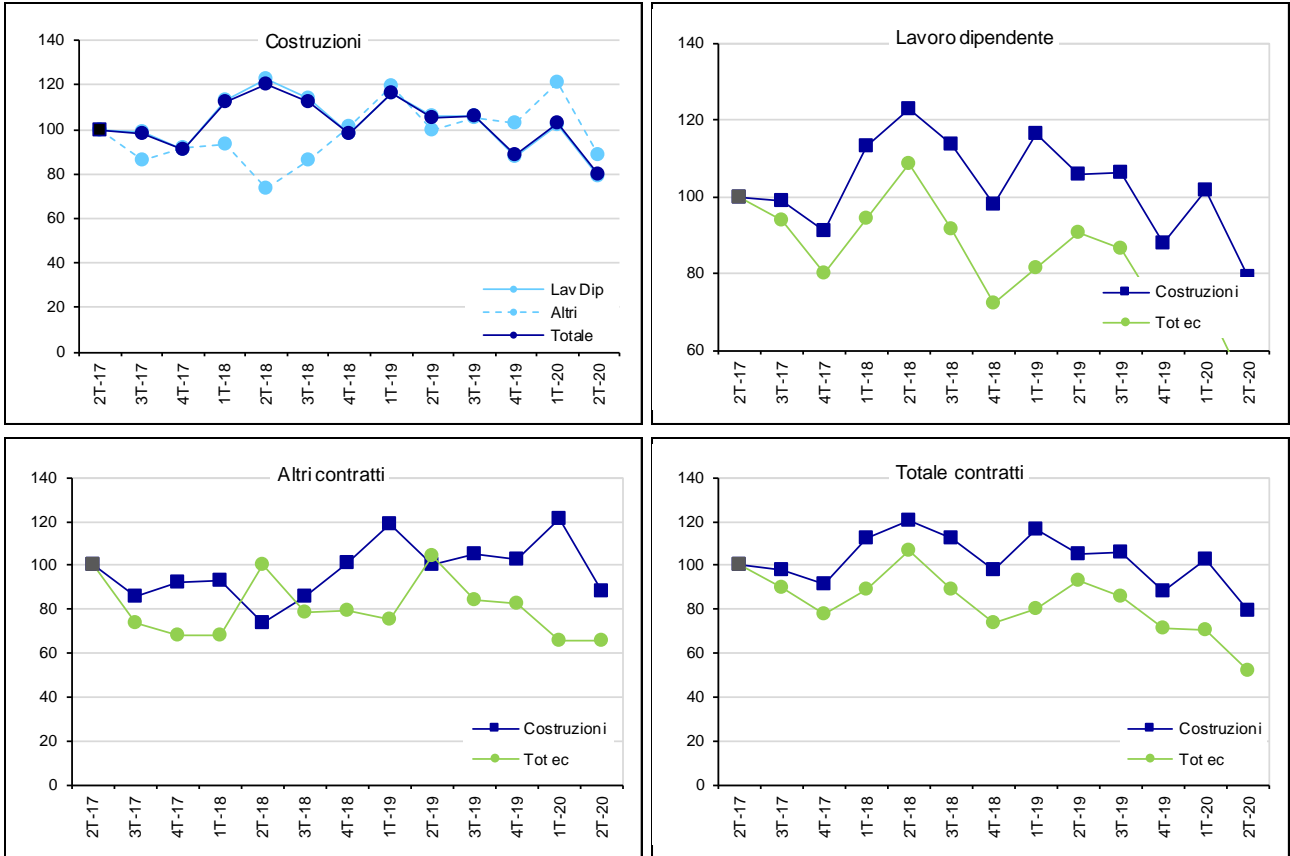 Costruzioni
140
120
100
80
60
40
20
0
Lav Dip
Altri
Totale
2T-17
3T-17
4T-17
1T-18
2T-18
3T-18
4T-18
1T-19
2T-19
3T-19
4T-19
1T-20
2T-20
Lavoro dipendente
140
120
100
80
60
Costruzioni
Tot ec
2T-17
3T-17
4T-17
1T-18
2T-18
3T-18
4T-18
1T-19
2T-19
3T-19
4T-19
1T-20
2T-20
Altri contratti
140
120
100
80
60
40
20
0
Costruzioni
Tot ec
2T-17
3T-17
4T-17
1T-18
2T-18
3T-18
4T-18
1T-19
2T-19
3T-19
4T-19
1T-20
2T-20
Totale contratti
140
120
100
80
60
40
20
0
Costruzioni
Tot ec
2T-17
3T-17
4T-17
1T-18
2T-18
3T-18
4T-18
1T-19
2T-19
3T-19
4T-19
1T-20
2T-20